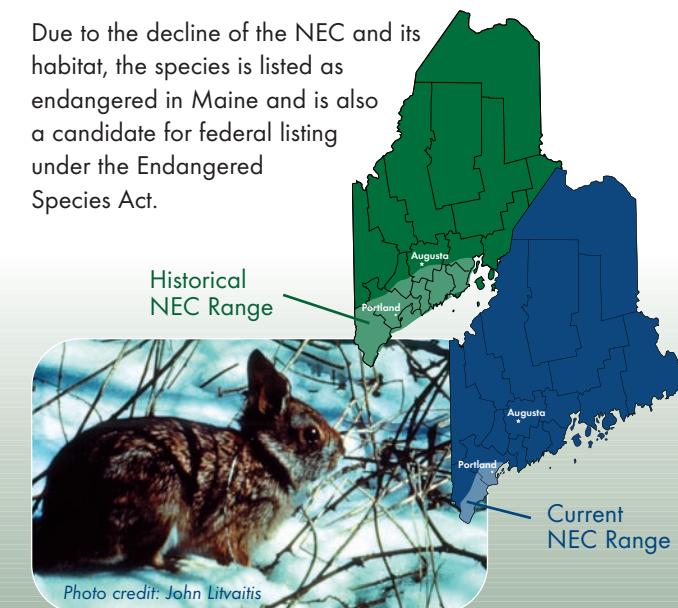 Due to the decline of the NEC and its
habitat, the species is listed as
endangered in Maine and is also
a candidate for federal listing
under the Endangered
Species Act.
Augusta
Historical
NEC Range
Portland
Augusta
Portland
Current
NEC Range
Photo credit: John Litvaitis